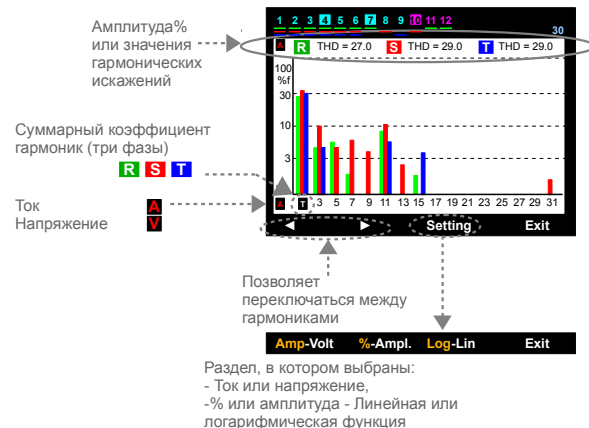 Амплитуда%
или значения
гармонических
искажений
Суммарный коэффициент
гармоник (три фазы)
R S T
Ток A
Напряжение V
1 2 3 4 5 6 7 8 9 10 11 12
30
A R THD = 27.0 S THD = 29.0 T THD = 29.0
100
%f
30
10
3
A T 3 5 7 9 11 13 15 17 19 21 23 25 27 29 31
◄ ► Setting Exit
Позволяет
переключаться между
гармониками
Amp-Volt %-Ampl. Log-Lin Exit
Раздел, в котором выбраны:
- Ток или напряжение,
-% или амплитуда - Линейная или
логарифмическая функция